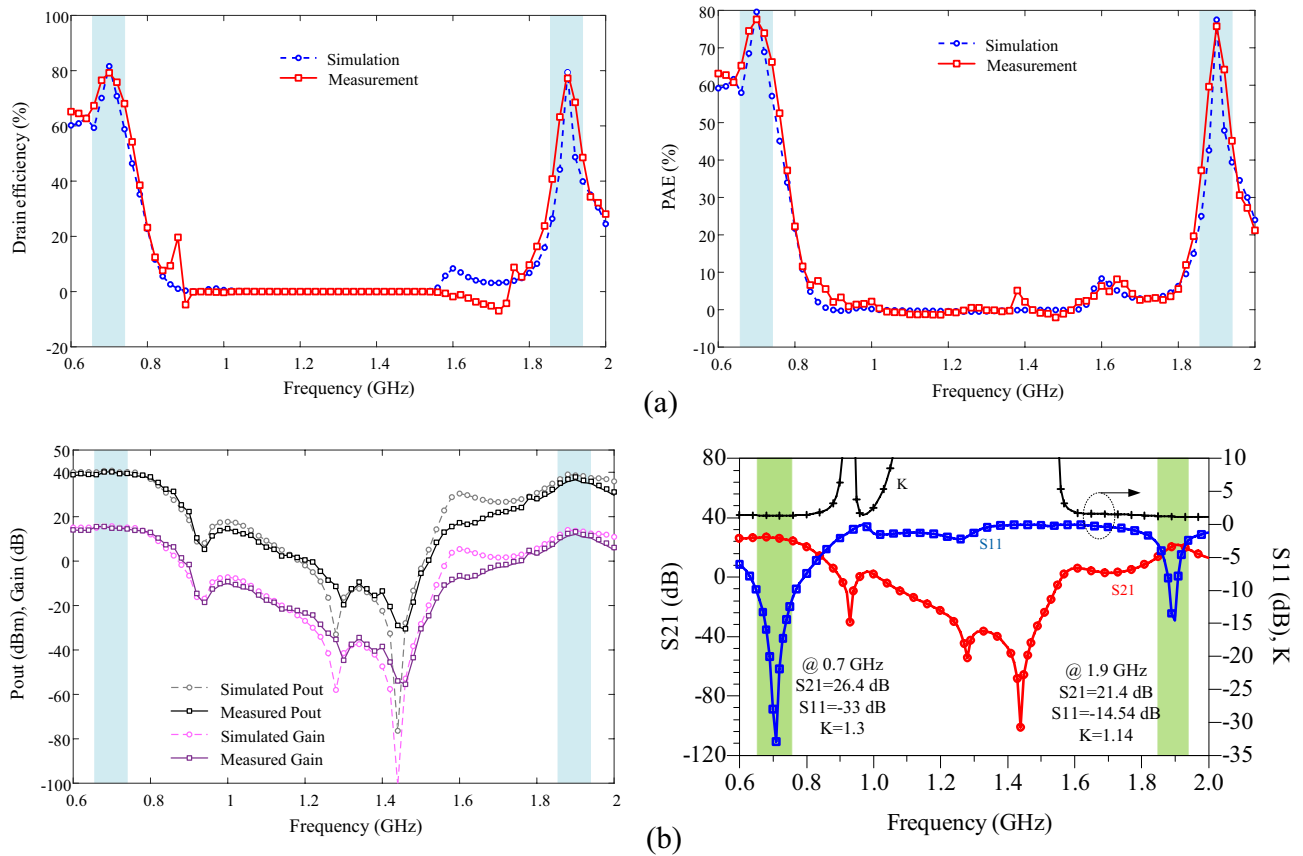 100
80
60
40
20
0
-20
Drain efficiency (%)
Simulation
Measurement
0.6
0.8
1
1.2
1.4
1.6
1.8
2
Frequency (GHz)
80
70
60
50
40
30
20
10
0
-10
PAE (%)
Simulation
Measurement
0.6
0.8
1
1.2
1.4
1.6
1.8
2
Frequency (GHz)
(a)
50
40
20
0
-20
-40
-60
-80
-100
Pout (dBm), Gain (dB)
Simulated Pout
Measured Pout
Simulated Gain
Measured Gain
0.6
0.8
1
1.2
1.4
1.6
1.8
2
Frequency (GHz)
80
40
0
-40
-80
-120
S21 (dB)
K
S11
S21
@ 0.7 GHz
S21=26.4 dB
S11=-33 dB
K=1.3
@ 1.9 GHz
S21=21.4 dB
S11=-14.54 dB
K=1.14
10
5
0
-5
-10
-15
-20
-25
-30
-35
S11 (dB), K
0.6
0.8
1.0
1.2
1.4
1.6
1.8
2.0
Frequency (GHz)
(b)